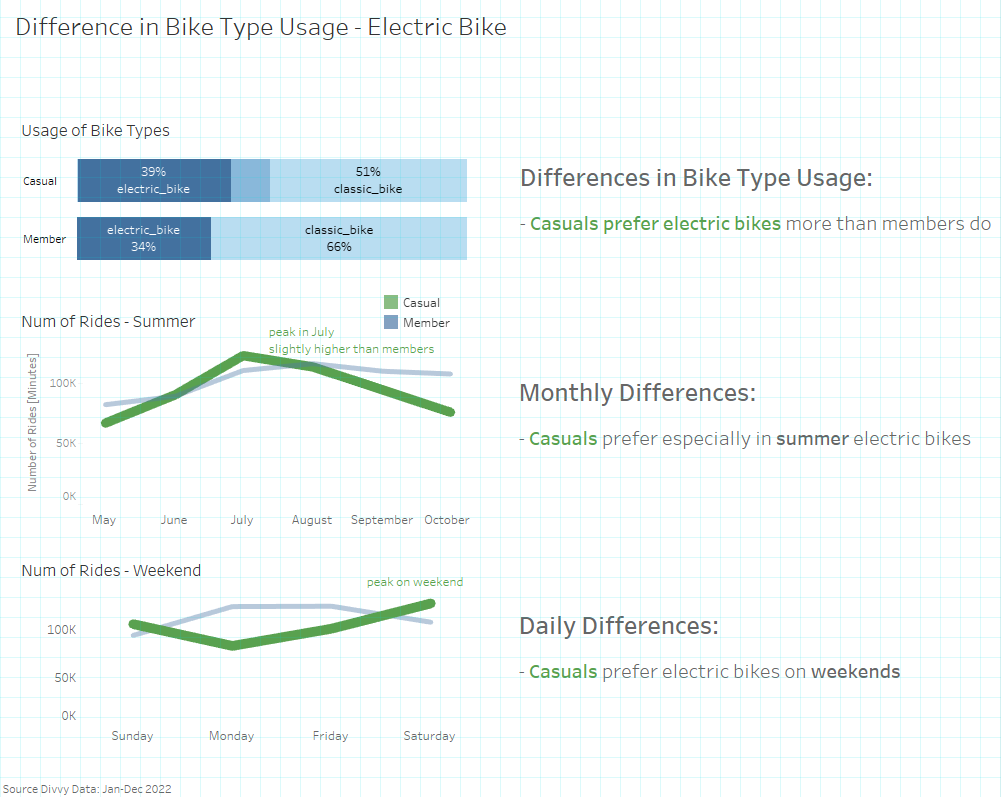 Difference in Bike Type Usage - Electric Bike
Usage of Bike Types
Casual
39%
electric_bike
51%
classic_bike
Member
electric_bike
34%
classic_bike
66%
Differences in Bike Type Usage:
- Casuals prefer electric bikes more than members do
Num of Rides - Summer
Casual
Member
peak in July
slightly higher than members
Number of Rides [Minutes]
100K
50K
0K
May June July August September October
Monthly Differences:
- Casuals prefer especially in summer electric bikes
Num of Rides - Weekend
peak on weekend
100K
50K
0K
Sunday Monday Friday Saturday
Daily Differences:
- Casuals prefer electric bikes on weekends
Source Divvy Data: Jan-Dec 2022